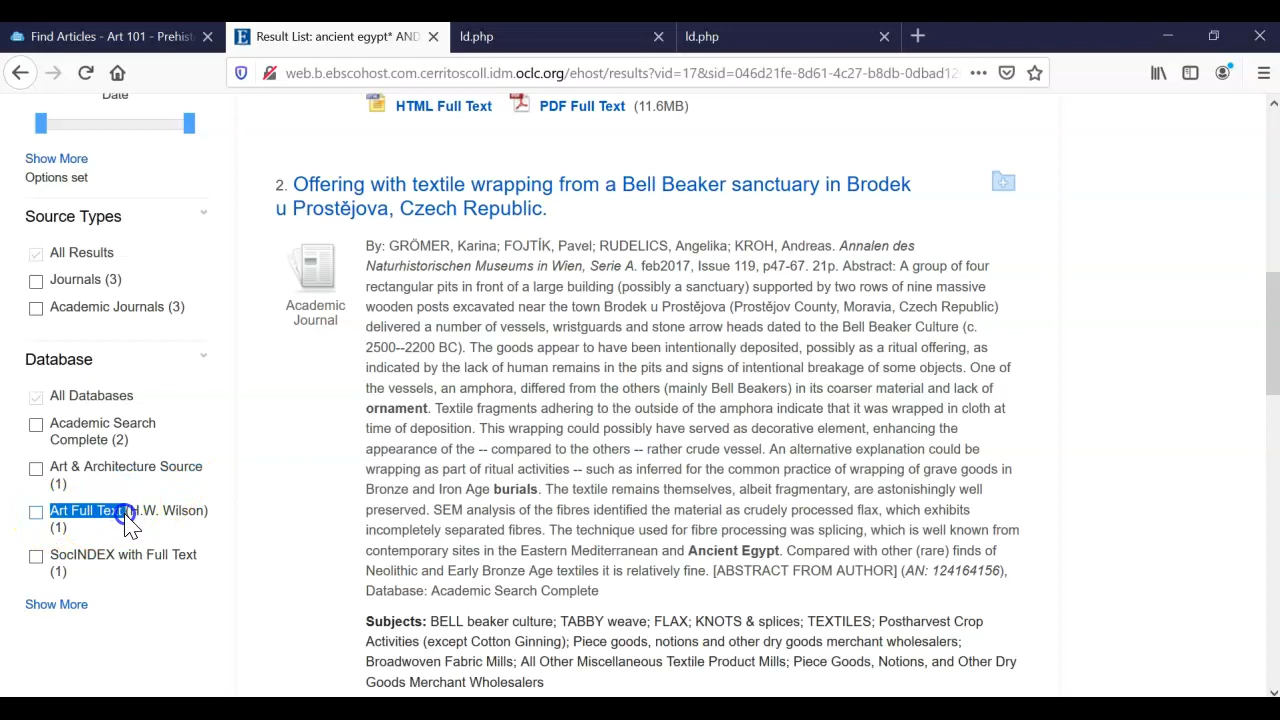 Find Articles - Art 101 - Prehist
Result List: ancient egypt* AND
ld.php
ld.php
web.b.ebscohost.com.cerritoscoll.idm.oclc.org/ehost/results?vid=17&sid=046d21fe-8d61-4c27-b8db-0dbad12
Date
Show More
Options set
Source Types
All Results
Journals (3)
Academic Journals (3)
Database
All Databases
Academic Search
Complete (2)
Art & Architecture Source
(1)
Art Full Text (H.W. Wilson)
(1)
SocINDEX with Full Text
(1)
Show More
HTML Full Text PDF Full Text (11.6MB)
2. Offering with textile wrapping from a Bell Beaker sanctuary in Brodek
u Prostějova, Czech Republic.
Academic
Journal
By: GRÖMER, Karina; FOJTÍK, Pavel; RUDELICS, Angelika; KROH, Andreas. Annalen des
Naturhistorischen Museums in Wien, Serie A. feb2017, Issue 119, p47-67. 21p. Abstract: A group of four
rectangular pits in front of a large building (possibly a sanctuary) supported by two rows of nine massive
wooden posts excavated near the town Brodek u Prostějova (Prostějov County, Moravia, Czech Republic)
delivered a number of vessels, wristguards and stone arrow heads dated to the Bell Beaker Culture (c.
2500--2200 BC). The goods appear to have been intentionally deposited, possibly as a ritual offering, as
indicated by the lack of human remains in the pits and signs of intentional breakage of some objects. One of
the vessels, an amphora, differed from the others (mainly Bell Beakers) in its coarser material and lack of
ornament. Textile fragments adhering to the outside of the amphora indicate that it was wrapped in cloth at
time of deposition. This wrapping could possibly have served as decorative element, enhancing the
appearance of the -- compared to the others -- rather crude vessel. An alternative explanation could be
wrapping as part of ritual activities -- such as inferred for the common practice of wrapping of grave goods in
Bronze and Iron Age burials. The textile remains themselves, albeit fragmentary, are astonishingly well
preserved. SEM analysis of the fibres identified the material as crudely processed flax, which exhibits
incompletely separated fibres. The technique used for fibre processing was splicing, which is well known from
contemporary sites in the Eastern Mediterranean and Ancient Egypt. Compared with other (rare) finds of
Neolithic and Early Bronze Age textiles it is relatively fine. [ABSTRACT FROM AUTHOR] (AN: 124164156),
Database: Academic Search Complete
Subjects: BELL beaker culture; TABBY weave; FLAX; KNOTS & splices; TEXTILES; Postharvest Crop
Activities (except Cotton Ginning); Piece goods, notions and other dry goods merchant wholesalers;
Broadwoven Fabric Mills; All Other Miscellaneous Textile Product Mills; Piece Goods, Notions, and Other Dry
Goods Merchant Wholesalers